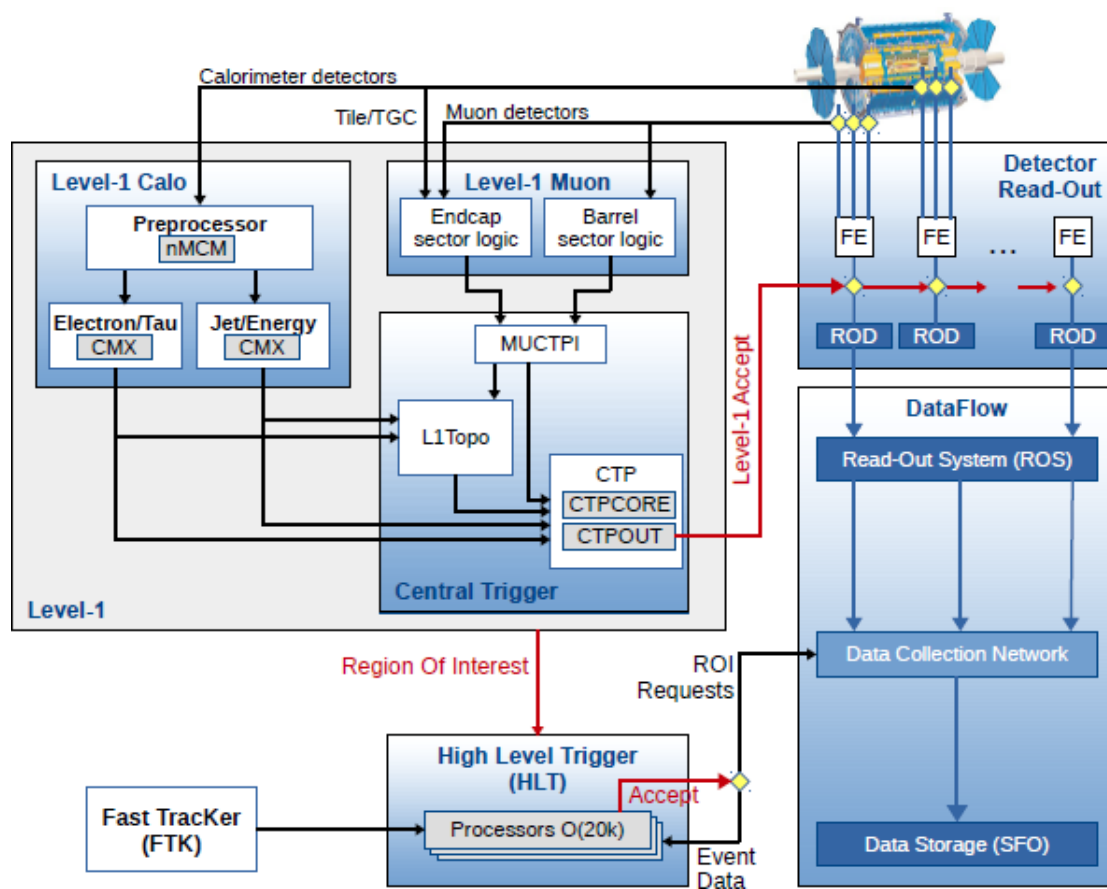 Calorimeter detectors
Tile/TGC
Muon detectors
Level-1 Calo
Preprocessor
nMCM
Electron/Tau
CMX
Jet/Energy
CMX
Level-1 Muon
Endcap
sector logic
Barrel
sector logic
MUCTPI
L1Topo
CTP
CTPCORE
CTPOUT
Central Trigger
Level-1
Level-1 Accept
Detector
Read-Out
FE
FE
...
FE
ROD
ROD
ROD
DataFlow
Read-Out System (ROS)
Data Collection Network
Data Storage (SFO)
Region Of Interest
ROI
Requests
High Level Trigger
(HLT)
Accept
Processors O(20k)
Event
Data
Fast TracKer
(FTK)